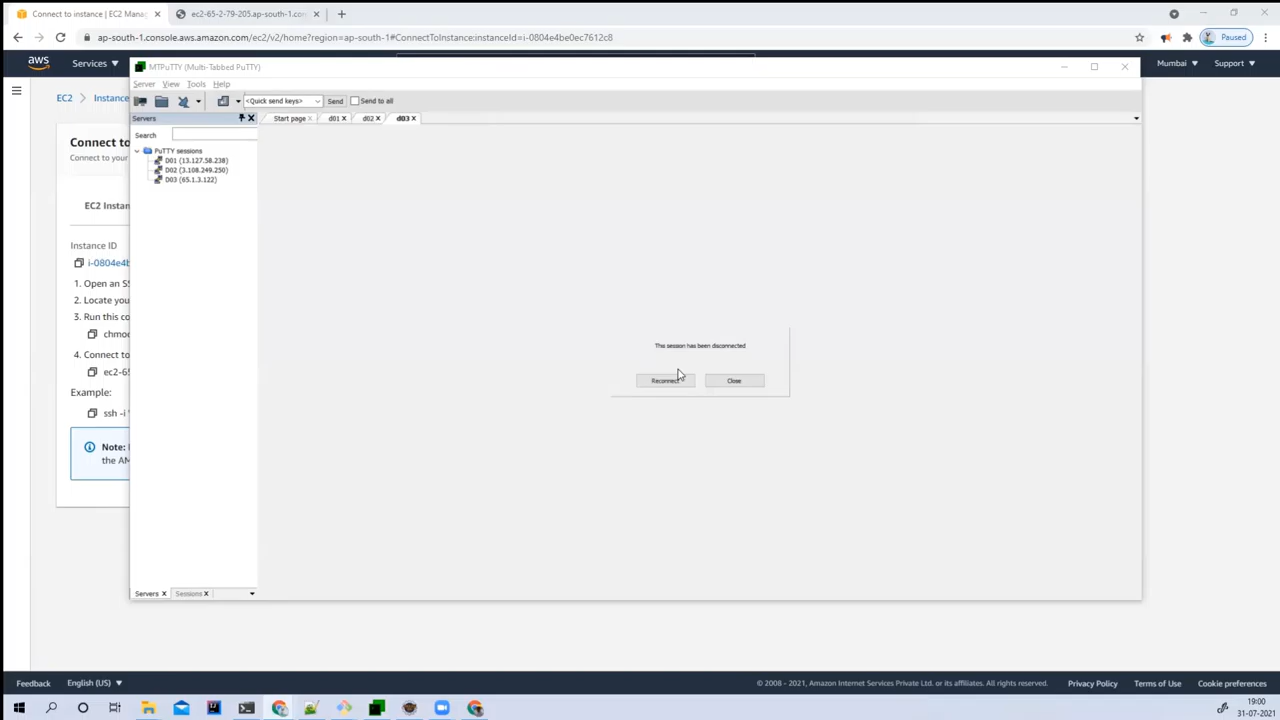 Connect to instance | EC2 Manag
ec2-65-2-79-205.ap-south-1.com
ap-south-1.console.aws.amazon.com/ec2/v2/home?region=ap-south-1#ConnectToInstance:instanceId=i-0804e4be0ec7612c8
Paused
aws
Services
Mumbai
Support
MTPuTTY (Multi-Tabbed PuTTY)
Server View Tools Help
<Quick send keys>
Send
Send to all
Servers
Start page
d01
d02
d03
Search
PuTTY sessions
D01 (13.127.58.238)
D02 (3.108.249.250)
D03 (65.1.3.122)
EC2
Instance
Connect to
Connect to your
EC2 Instan
Instance ID
i-0804e4b
1. Open an SS
2. Locate you
3. Run this co
chmod
4. Connect to
ec2-65
Example:
ssh -i "
Note:
the AM
This session has been disconnected
Reconnect
Close
Servers
Sessions
Feedback
English (US)
© 2008 - 2021, Amazon Internet Services Private Ltd. or its affiliates. All rights reserved.
Privacy Policy
Terms of Use
Cookie preferences
19:00
31-07-2021